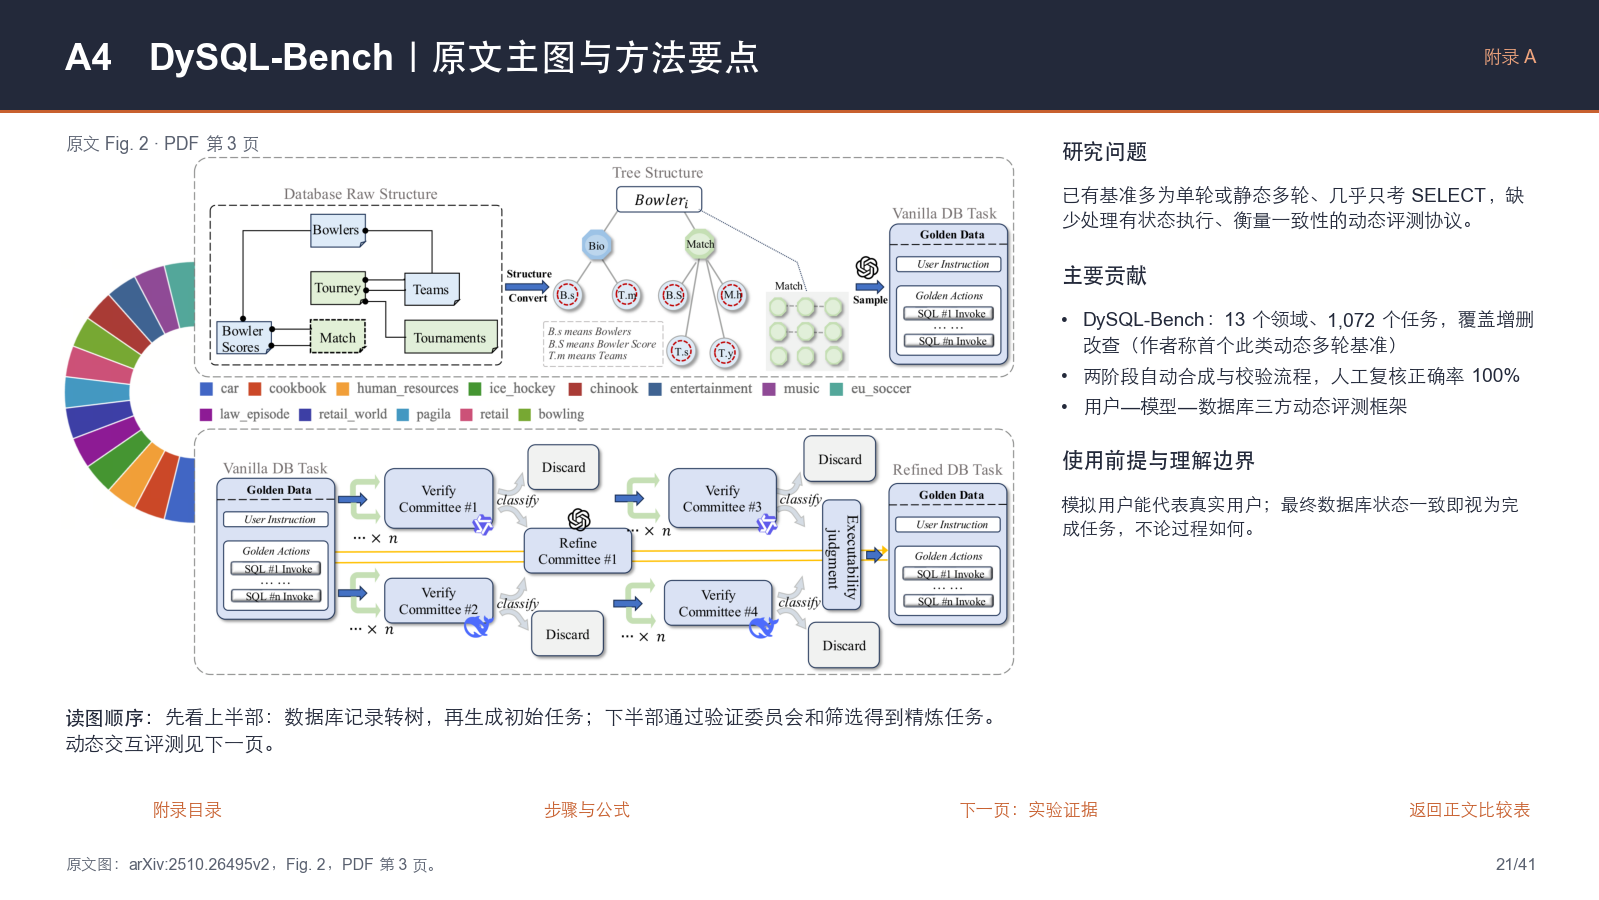 A4 DySQL-Bench | 原文主图与方法要点
附录 A
原文 Fig. 2 · PDF 第 3 页
Database Raw Structure
Bowlers
Tourney
Teams
Bowler
Scores
Match
Tournaments
Structure
Convert
Tree Structure
Bowler_i
Bio
Match
B.s
T.m
B.S
M.h
T.s
T.y
B.s means Bowlers
B.S means Bowler Score
T.m means Teams
Match
Sample
Vanilla DB Task
Golden Data
User Instruction
Golden Actions
SQL #1 Invoke
... ...
SQL #n Invoke
car cookbook human_resources ice_hockey chinook entertainment music eu_soccer
law_episode retail_world pagila retail bowling
Vanilla DB Task
Golden Data
User Instruction
Golden Actions
SQL #1 Invoke
... ...
SQL #n Invoke
Verify
Committee #1
... × n
classify
Discard
Verify
Committee #2
... × n
classify
Discard
Refine
Committee #1
... × n
Verify
Committee #3
classify
Discard
... × n
Verify
Committee #4
classify
Discard
Executability
judgment
Refined DB Task
Golden Data
User Instruction
Golden Actions
SQL #1 Invoke
... ...
SQL #n Invoke
读图顺序：先看上半部：数据库记录转树，再生成初始任务；下半部通过验证委员会和筛选得到精炼任务。
动态交互评测见下一页。
研究问题
已有基准多为单轮或静态多轮、几乎只考 SELECT，缺
少处理有状态执行、衡量一致性的动态评测协议。
主要贡献
• DySQL-Bench：13 个领域、1,072 个任务，覆盖增删
改查（作者称首个此类动态多轮基准）
• 两阶段自动合成与校验流程，人工复核正确率 100%
• 用户—模型—数据库三方动态评测框架
使用前提与理解边界
模拟用户能代表真实用户；最终数据库状态一致即视为完
成任务，不论过程如何。
附录目录
步骤与公式
下一页：实验证据
返回正文比较表
原文图：arXiv:2510.26495v2，Fig. 2，PDF 第 3 页。
21/41